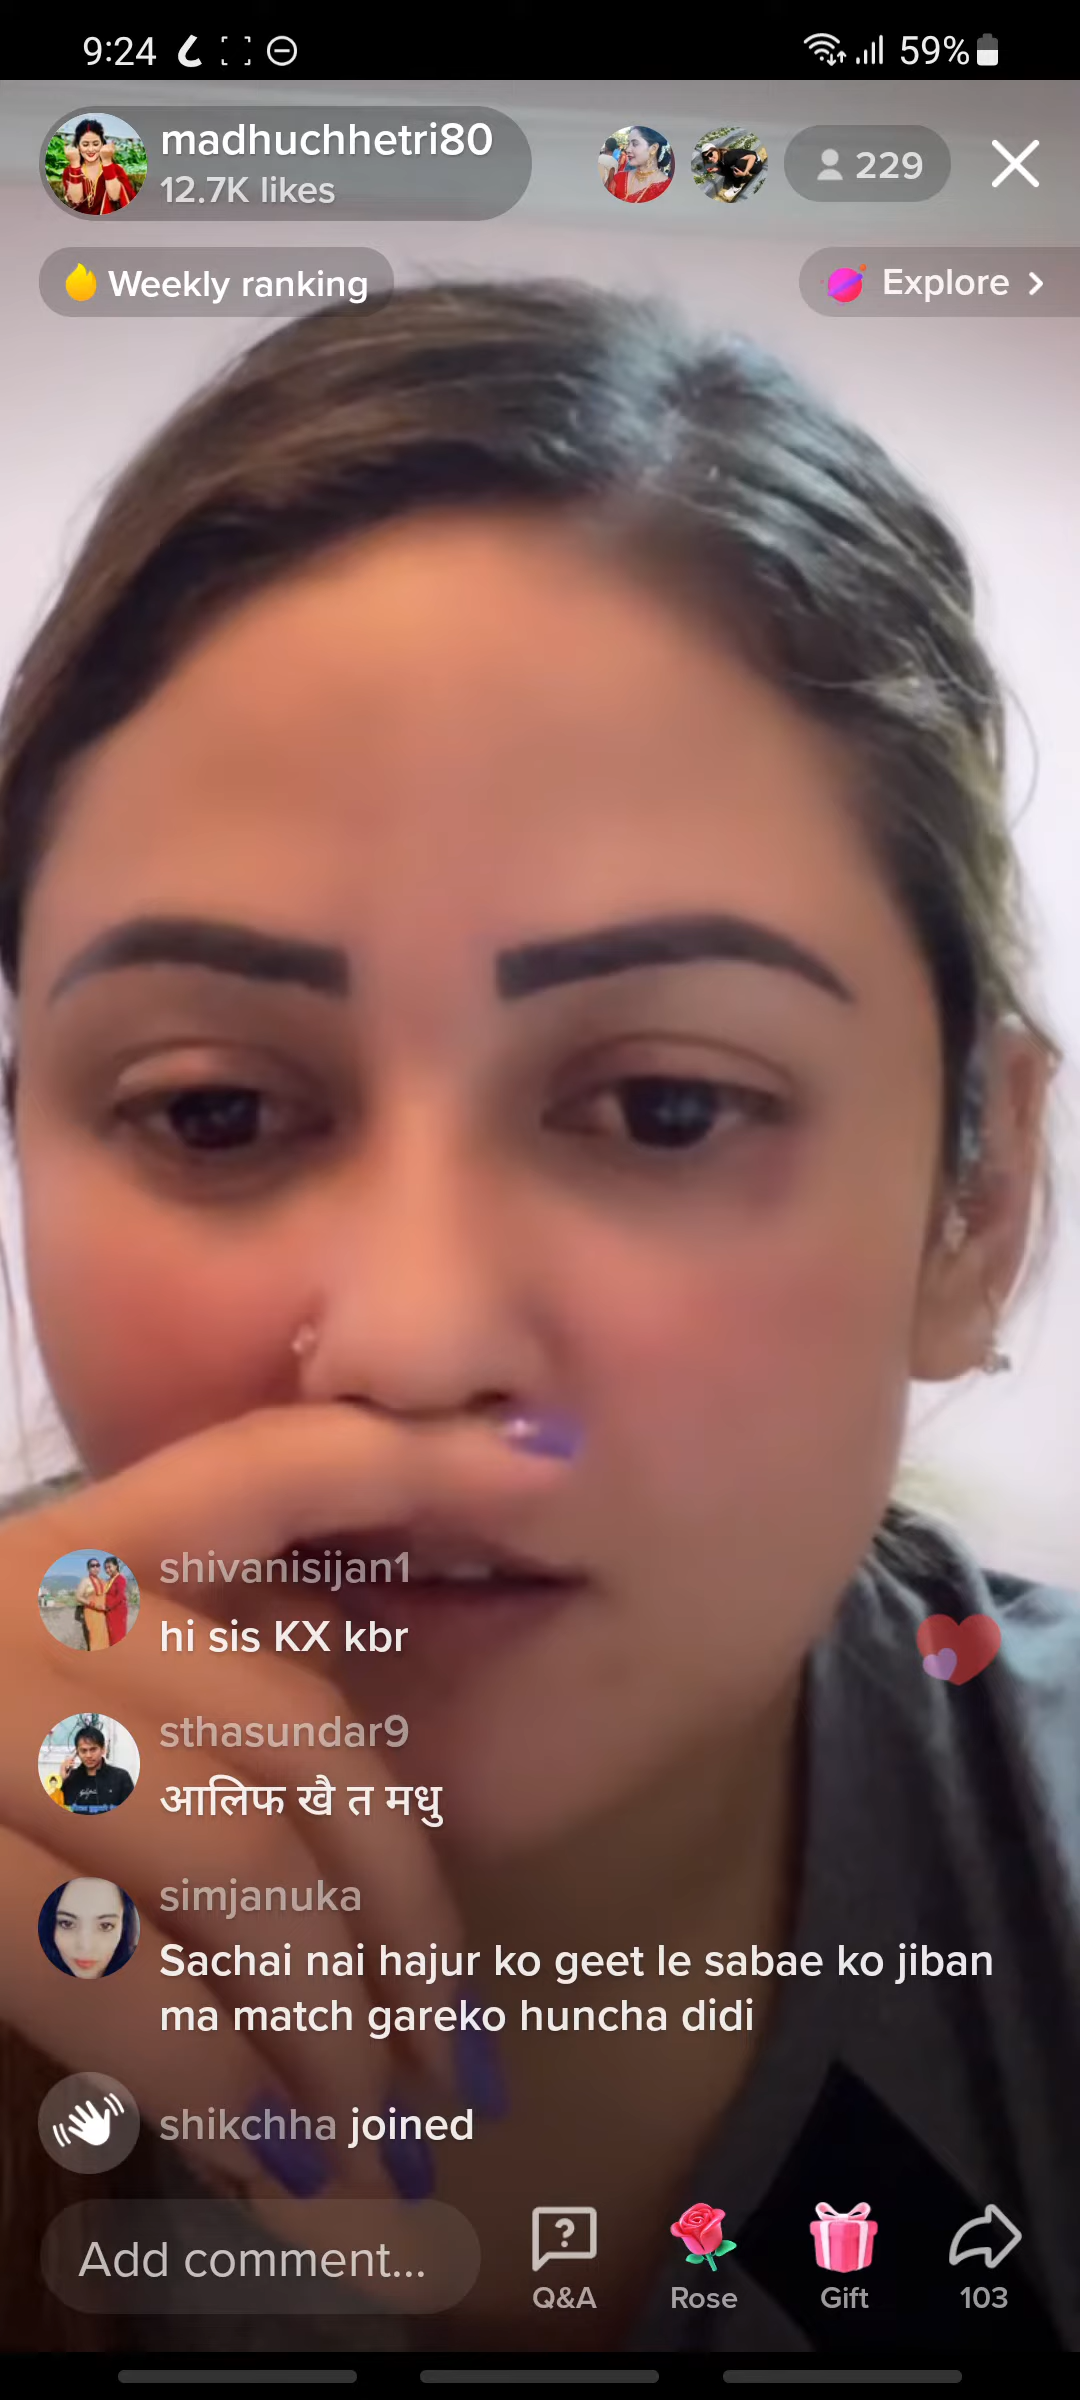 9:24
59%
madhuchhetri80
12.7K likes
229
Weekly ranking
Explore
shivanisijan1
hi sis KX kbr
sthasundar9
आलिफ खै त मधु
simjanuka
Sachai nai hajur ko geet le sabae ko jiban
ma match gareko huncha didi
shikchha joined
Add comment...
Q&A
Rose
Gift
103